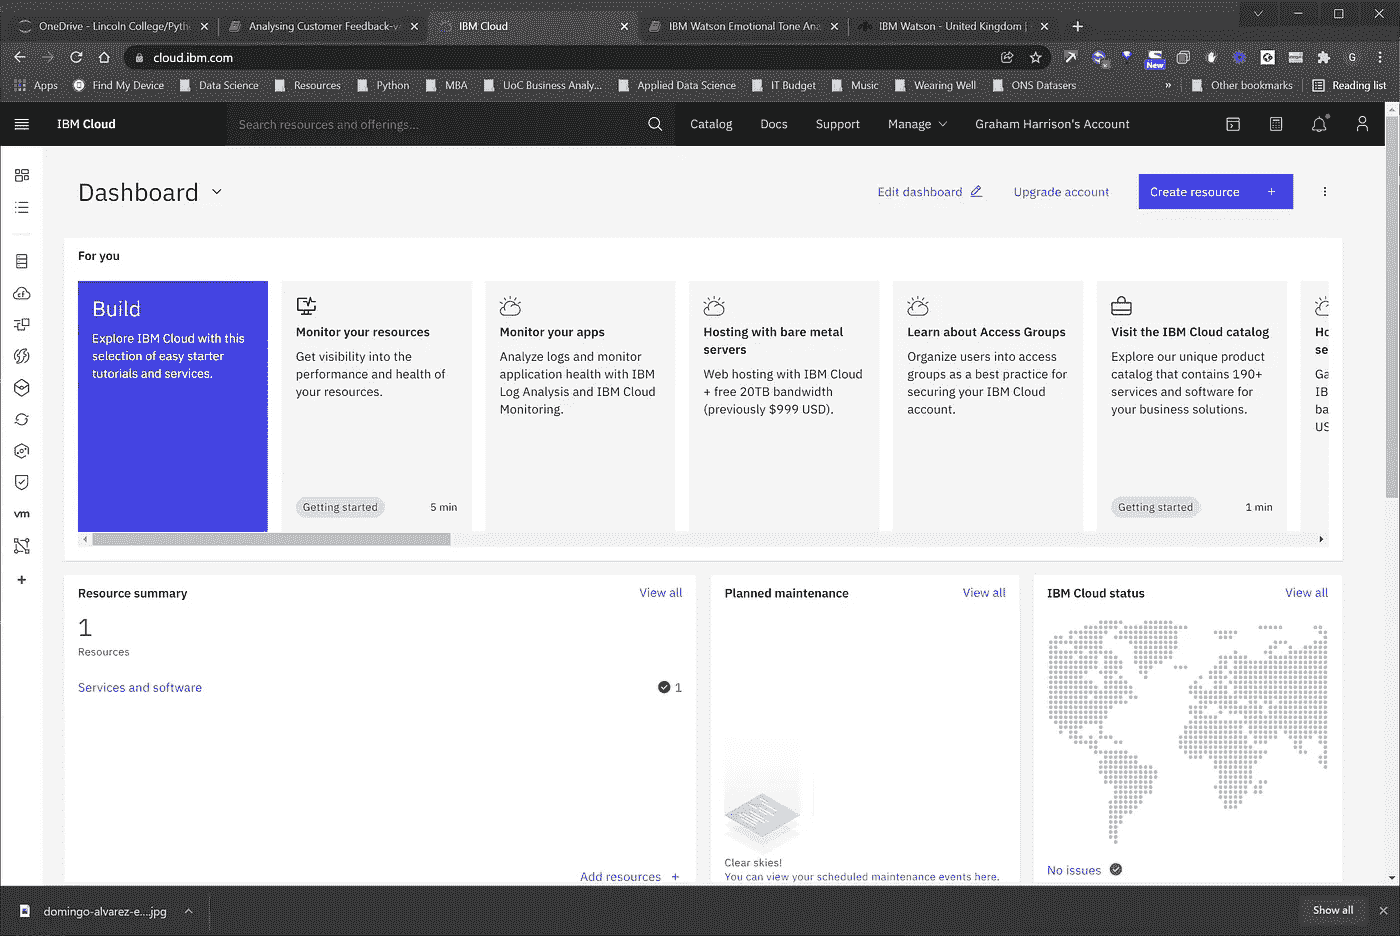 OneDrive - Lincoln College/Pyth
Analysing Customer Feedback-v
IBM Cloud
IBM Watson Emotional Tone Ana
IBM Watson - United Kingdom |
cloud.ibm.com
New
G
Apps
Find My Device
Data Science
Resources
Python
MBA
UoC Business Analy...
Applied Data Science
IT Budget
Music
Wearing Well
ONS Datasers
»
Other bookmarks
Reading list
IBM Cloud
Search resources and offerings...
Catalog
Docs
Support
Manage
Graham Harrison's Account
Dashboard
Edit dashboard
Upgrade account
Create resource +
For you
Build
Explore IBM Cloud with this
selection of easy starter
tutorials and services.
Monitor your resources
Get visibility into the
performance and health of
your resources.
Getting started
5 min
Monitor your apps
Analyze logs and monitor
application health with IBM
Log Analysis and IBM Cloud
Monitoring.
Hosting with bare metal
servers
Web hosting with IBM Cloud
+ free 20TB bandwidth
(previously $999 USD).
Learn about Access Groups
Organize users into access
groups as a best practice for
securing your IBM Cloud
account.
Visit the IBM Cloud catalog
Explore our unique product
catalog that contains 190+
services and software for
your business solutions.
Getting started
1 min
Ho
se
Ga
IB
ba
US
cf
vm
Resource summary
View all
1
Resources
Services and software
1
Add resources +
Planned maintenance
View all
Clear skies!
You can view your scheduled maintenance events here.
IBM Cloud status
View all
No issues
domingo-alvarez-e....jpg
Show all